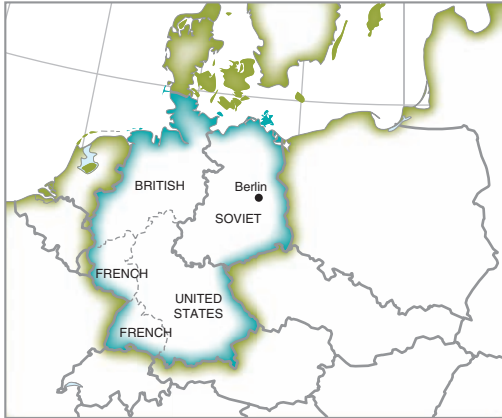 BRITISH
Berlin
SOVIET
FRENCH
UNITED
STATES
FRENCH